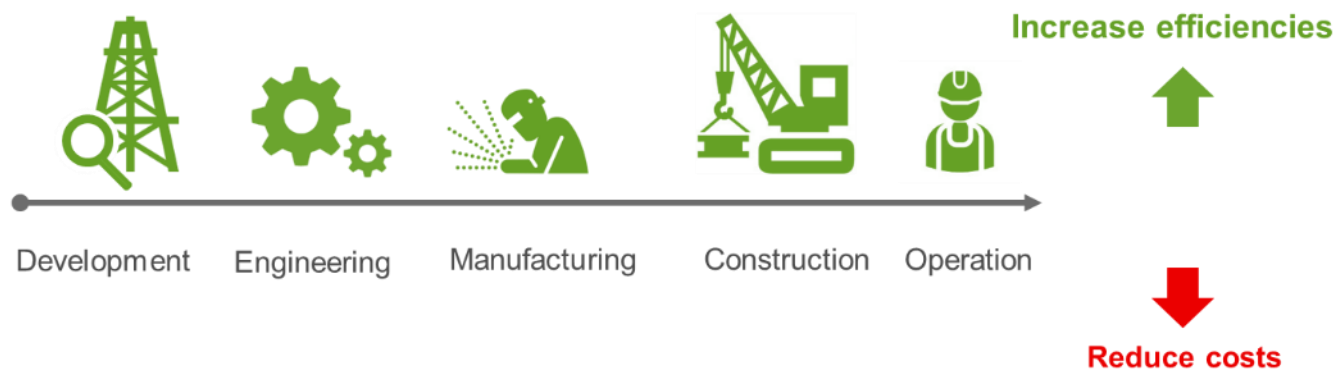 Increase efficiencies
Development
Engineering
Manufacturing
Construction
Operation
Reduce costs